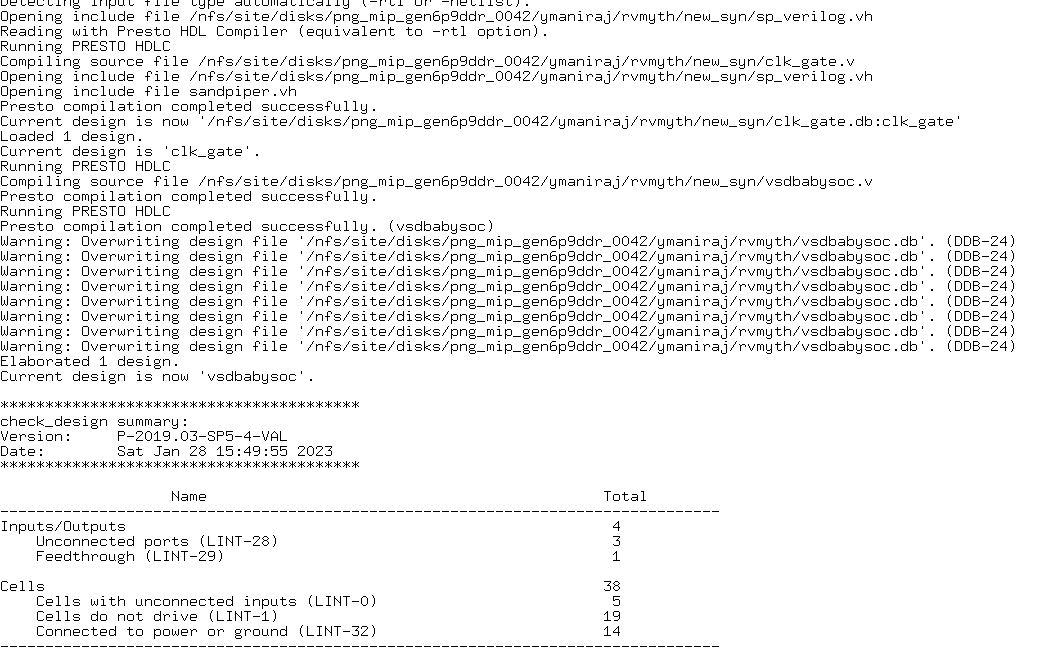 Detecting input file type automatically (-rtl or -netlist).
Opening include file /nfs/site/disks/png_mip_gen6p9ddr_0042/ymaniraj/rvmyth/new_syn/sp_verilog.vh
Reading with Presto HDL Compiler (equivalent to -rtl option).
Running PRESTO HDLC
Compiling source file /nfs/site/disks/png_mip_gen6p9ddr_0042/ymaniraj/rvmyth/new_syn/clk_gate.v
Opening include file /nfs/site/disks/png_mip_gen6p9ddr_0042/ymaniraj/rvmyth/new_syn/sp_verilog.vh
Opening include file sandpiper.vh
Presto compilation completed successfully.
Current design is now '/nfs/site/disks/png_mip_gen6p9ddr_0042/ymaniraj/rvmyth/new_syn/clk_gate.db:clk_gate'
Loaded 1 design.
Current design is 'clk_gate'.
Running PRESTO HDLC
Compiling source file /nfs/site/disks/png_mip_gen6p9ddr_0042/ymaniraj/rvmyth/new_syn/vsdbabysoc.v
Presto compilation completed successfully.
Running PRESTO HDLC
Presto compilation completed successfully. (vsdbabysoc)
Warning: Overwriting design file '/nfs/site/disks/png_mip_gen6p9ddr_0042/ymaniraj/rvmyth/vsdbabysoc.db'. (DDB-24)
Warning: Overwriting design file '/nfs/site/disks/png_mip_gen6p9ddr_0042/ymaniraj/rvmyth/vsdbabysoc.db'. (DDB-24)
Warning: Overwriting design file '/nfs/site/disks/png_mip_gen6p9ddr_0042/ymaniraj/rvmyth/vsdbabysoc.db'. (DDB-24)
Warning: Overwriting design file '/nfs/site/disks/png_mip_gen6p9ddr_0042/ymaniraj/rvmyth/vsdbabysoc.db'. (DDB-24)
Warning: Overwriting design file '/nfs/site/disks/png_mip_gen6p9ddr_0042/ymaniraj/rvmyth/vsdbabysoc.db'. (DDB-24)
Warning: Overwriting design file '/nfs/site/disks/png_mip_gen6p9ddr_0042/ymaniraj/rvmyth/vsdbabysoc.db'. (DDB-24)
Warning: Overwriting design file '/nfs/site/disks/png_mip_gen6p9ddr_0042/ymaniraj/rvmyth/vsdbabysoc.db'. (DDB-24)
Warning: Overwriting design file '/nfs/site/disks/png_mip_gen6p9ddr_0042/ymaniraj/rvmyth/vsdbabysoc.db'. (DDB-24)
Elaborated 1 design.
Current design is now 'vsdbabysoc'.
****************************************
check_design summary:
Version:     P-2019.03-SP5-4-VAL
Date:        Sat Jan 28 15:49:55 2023
****************************************
Name                                            Total
--------------------------------------------------------------------------------
Inputs/Outputs                                                      4
    Unconnected ports (LINT-28)                                     3
    Feedthrough (LINT-29)                                           1
Cells                                                              38
    Cells with unconnected inputs (LINT-0)                          5
    Cells do not drive (LINT-1)                                    19
    Connected to power or ground (LINT-32)                         14
--------------------------------------------------------------------------------